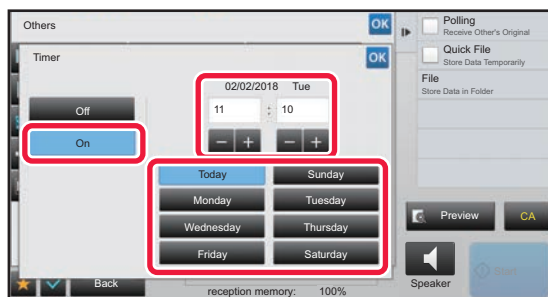 Others
OK
Timer
OK
02/02/2018 Tue
11 : 10
Off
On
Today
Sunday
Monday
Tuesday
Wednesday
Thursday
Friday
Saturday
Back
reception memory: 100%
Polling
Receive Other's Original
Quick File
Store Data Temporarily
File
Store Data in Folder
Preview
CA
Speaker
Start